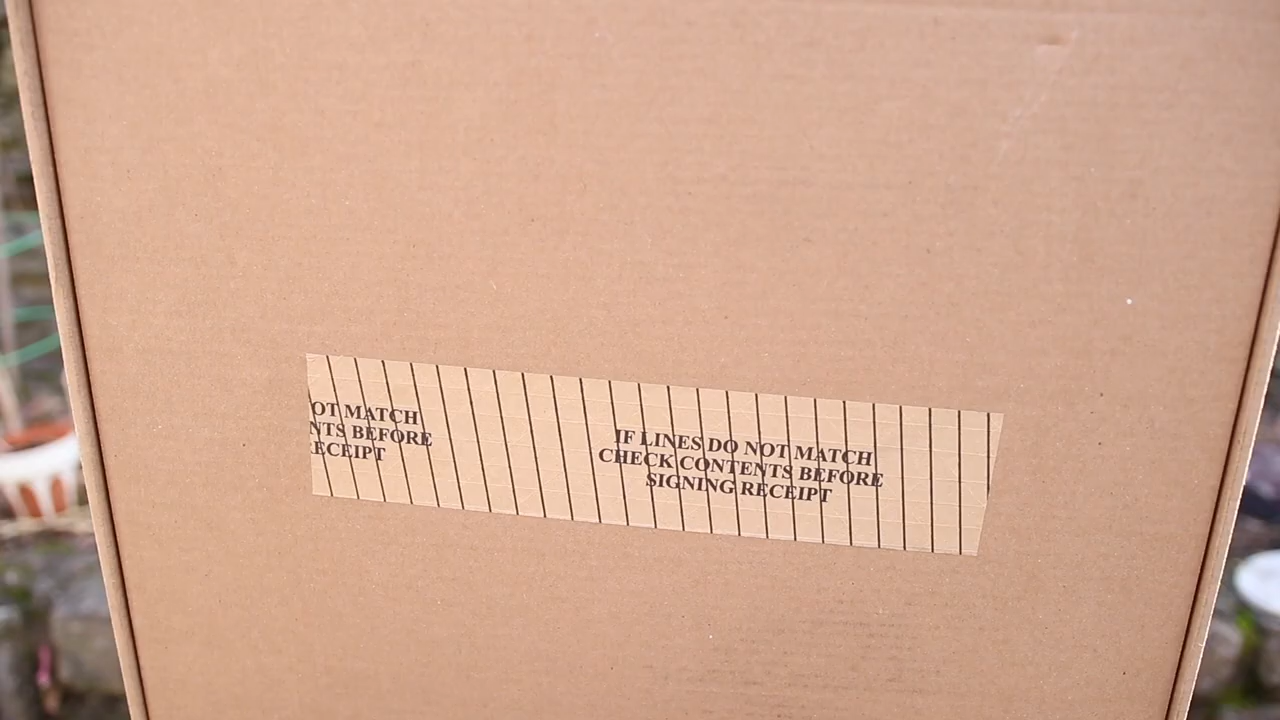 OT MATCH
NTS BEFORE
ECEIPT
IF LINES DO NOT MATCH
CHECK CONTENTS BEFORE
SIGNING RECEIPT